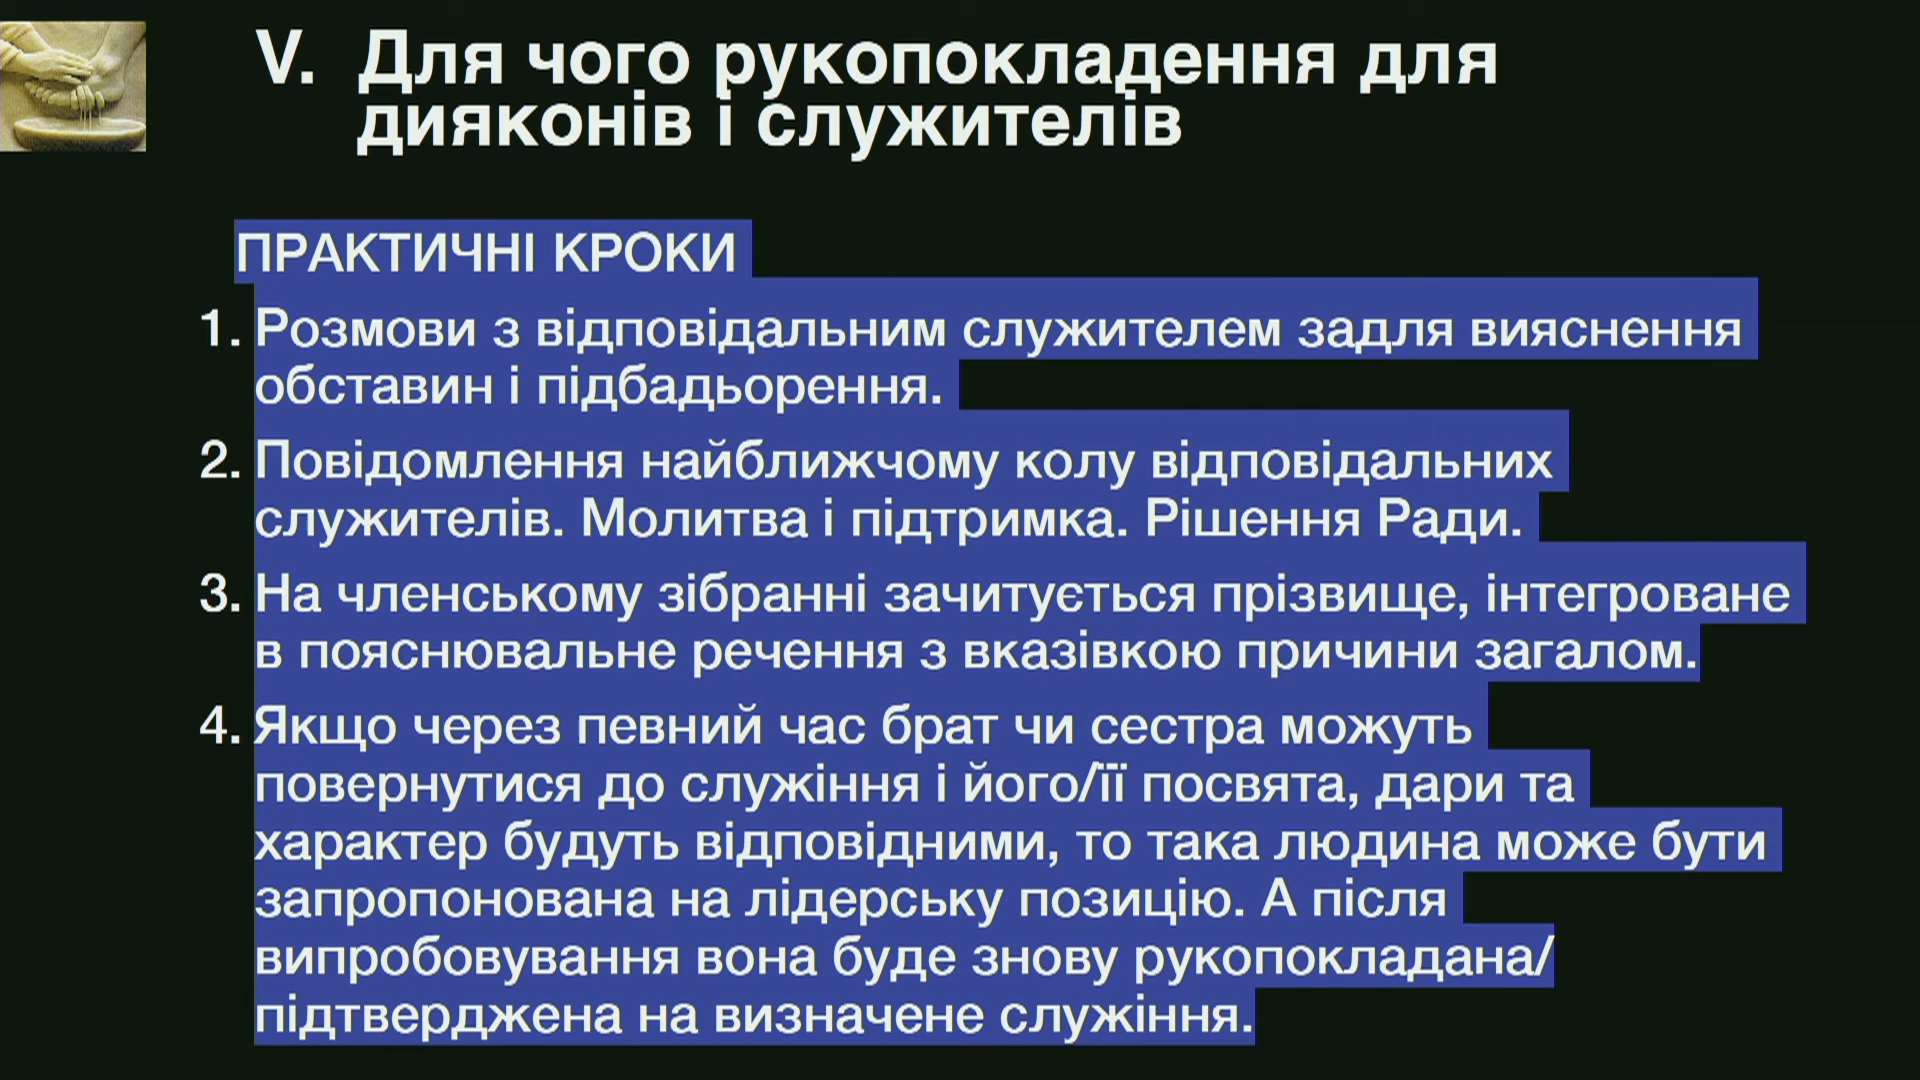 V. Для чого рукопокладення для
дияконів і служителів
ПРАКТИЧНІ КРОКИ
1. Розмови з відповідальним служителем задля вияснення
обставин і підбадьорення.
2. Повідомлення найближчому колу відповідальних
служителів. Молитва і підтримка. Рішення Ради.
3. На членському зібранні зачитується прізвище, інтегроване
в пояснювальне речення з вказівкою причини загалом.
4. Якщо через певний час брат чи сестра можуть
повернутися до служіння і його/її посвята, дари та
характер будуть відповідними, то така людина може бути
запропонована на лідерську позицію. А після
випробовування вона буде знову рукопокладана/
підтверджена на визначене служіння.